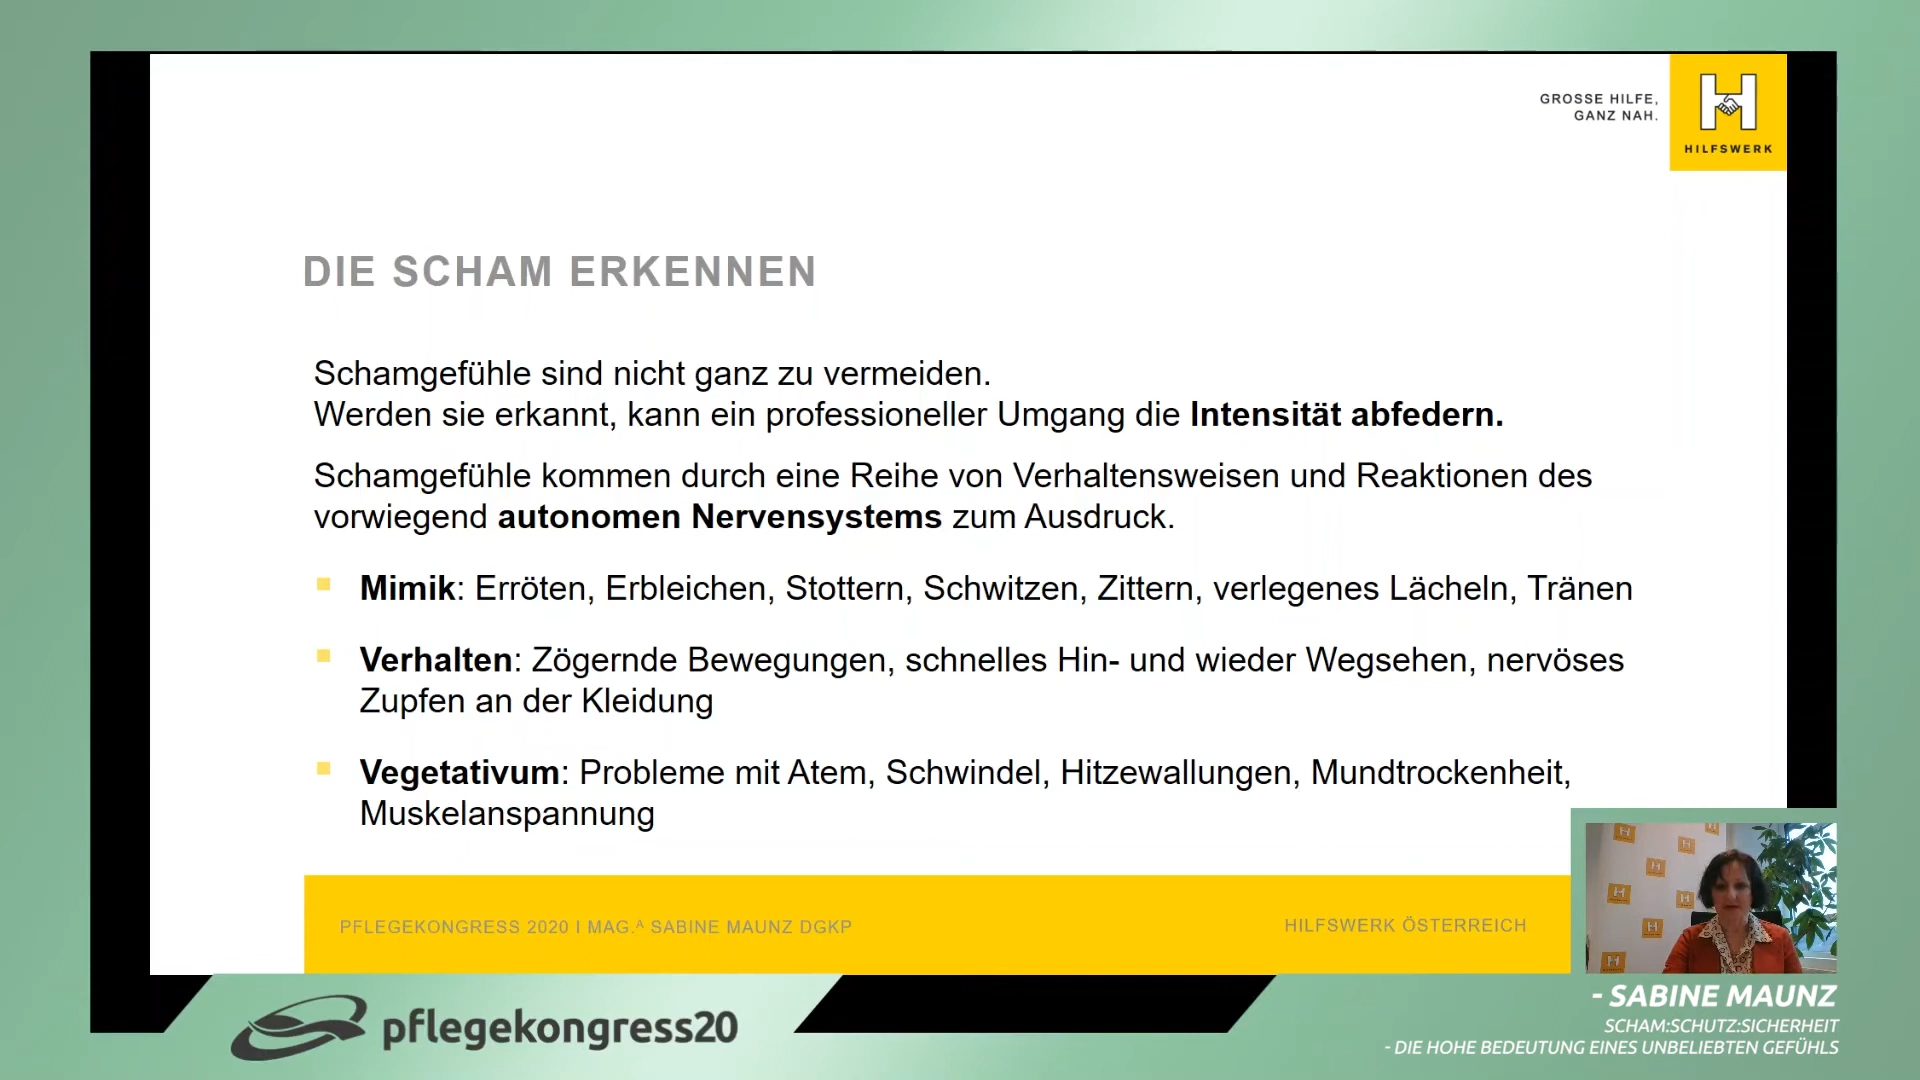 GROSSE HILFE,
GANZ NAH.
HILFSWERK
DIE SCHAM ERKENNEN
Schamgefühle sind nicht ganz zu vermeiden.
Werden sie erkannt, kann ein professioneller Umgang die Intensität abfedern.
Schamgefühle kommen durch eine Reihe von Verhaltensweisen und Reaktionen des
vorwiegend autonomen Nervensystems zum Ausdruck.
Mimik: Erröten, Erbleichen, Stottern, Schwitzen, Zittern, verlegenes Lächeln, Tränen
Verhalten: Zögernde Bewegungen, schnelles Hin- und wieder Wegsehen, nervöses
Zupfen an der Kleidung
Vegetativum: Probleme mit Atem, Schwindel, Hitzewallungen, Mundtrockenheit,
Muskelanspannung
PFLEGEKONGRESS 2020 I MAG.ᴬ SABINE MAUNZ DGKP
HILFSWERK ÖSTERREICH
pflegekongress20
- SABINE MAUNZ
SCHAM:SCHUTZ:SICHERHEIT
- DIE HOHE BEDEUTUNG EINES UNBELIEBTEN GEFÜHLS